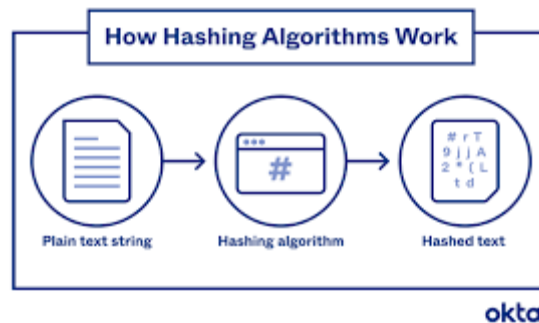 How Hashing Algorithms Work
#
# r T
9 j j A
2 * ( L
t d
Plain text string
Hashing algorithm
Hashed text
okta